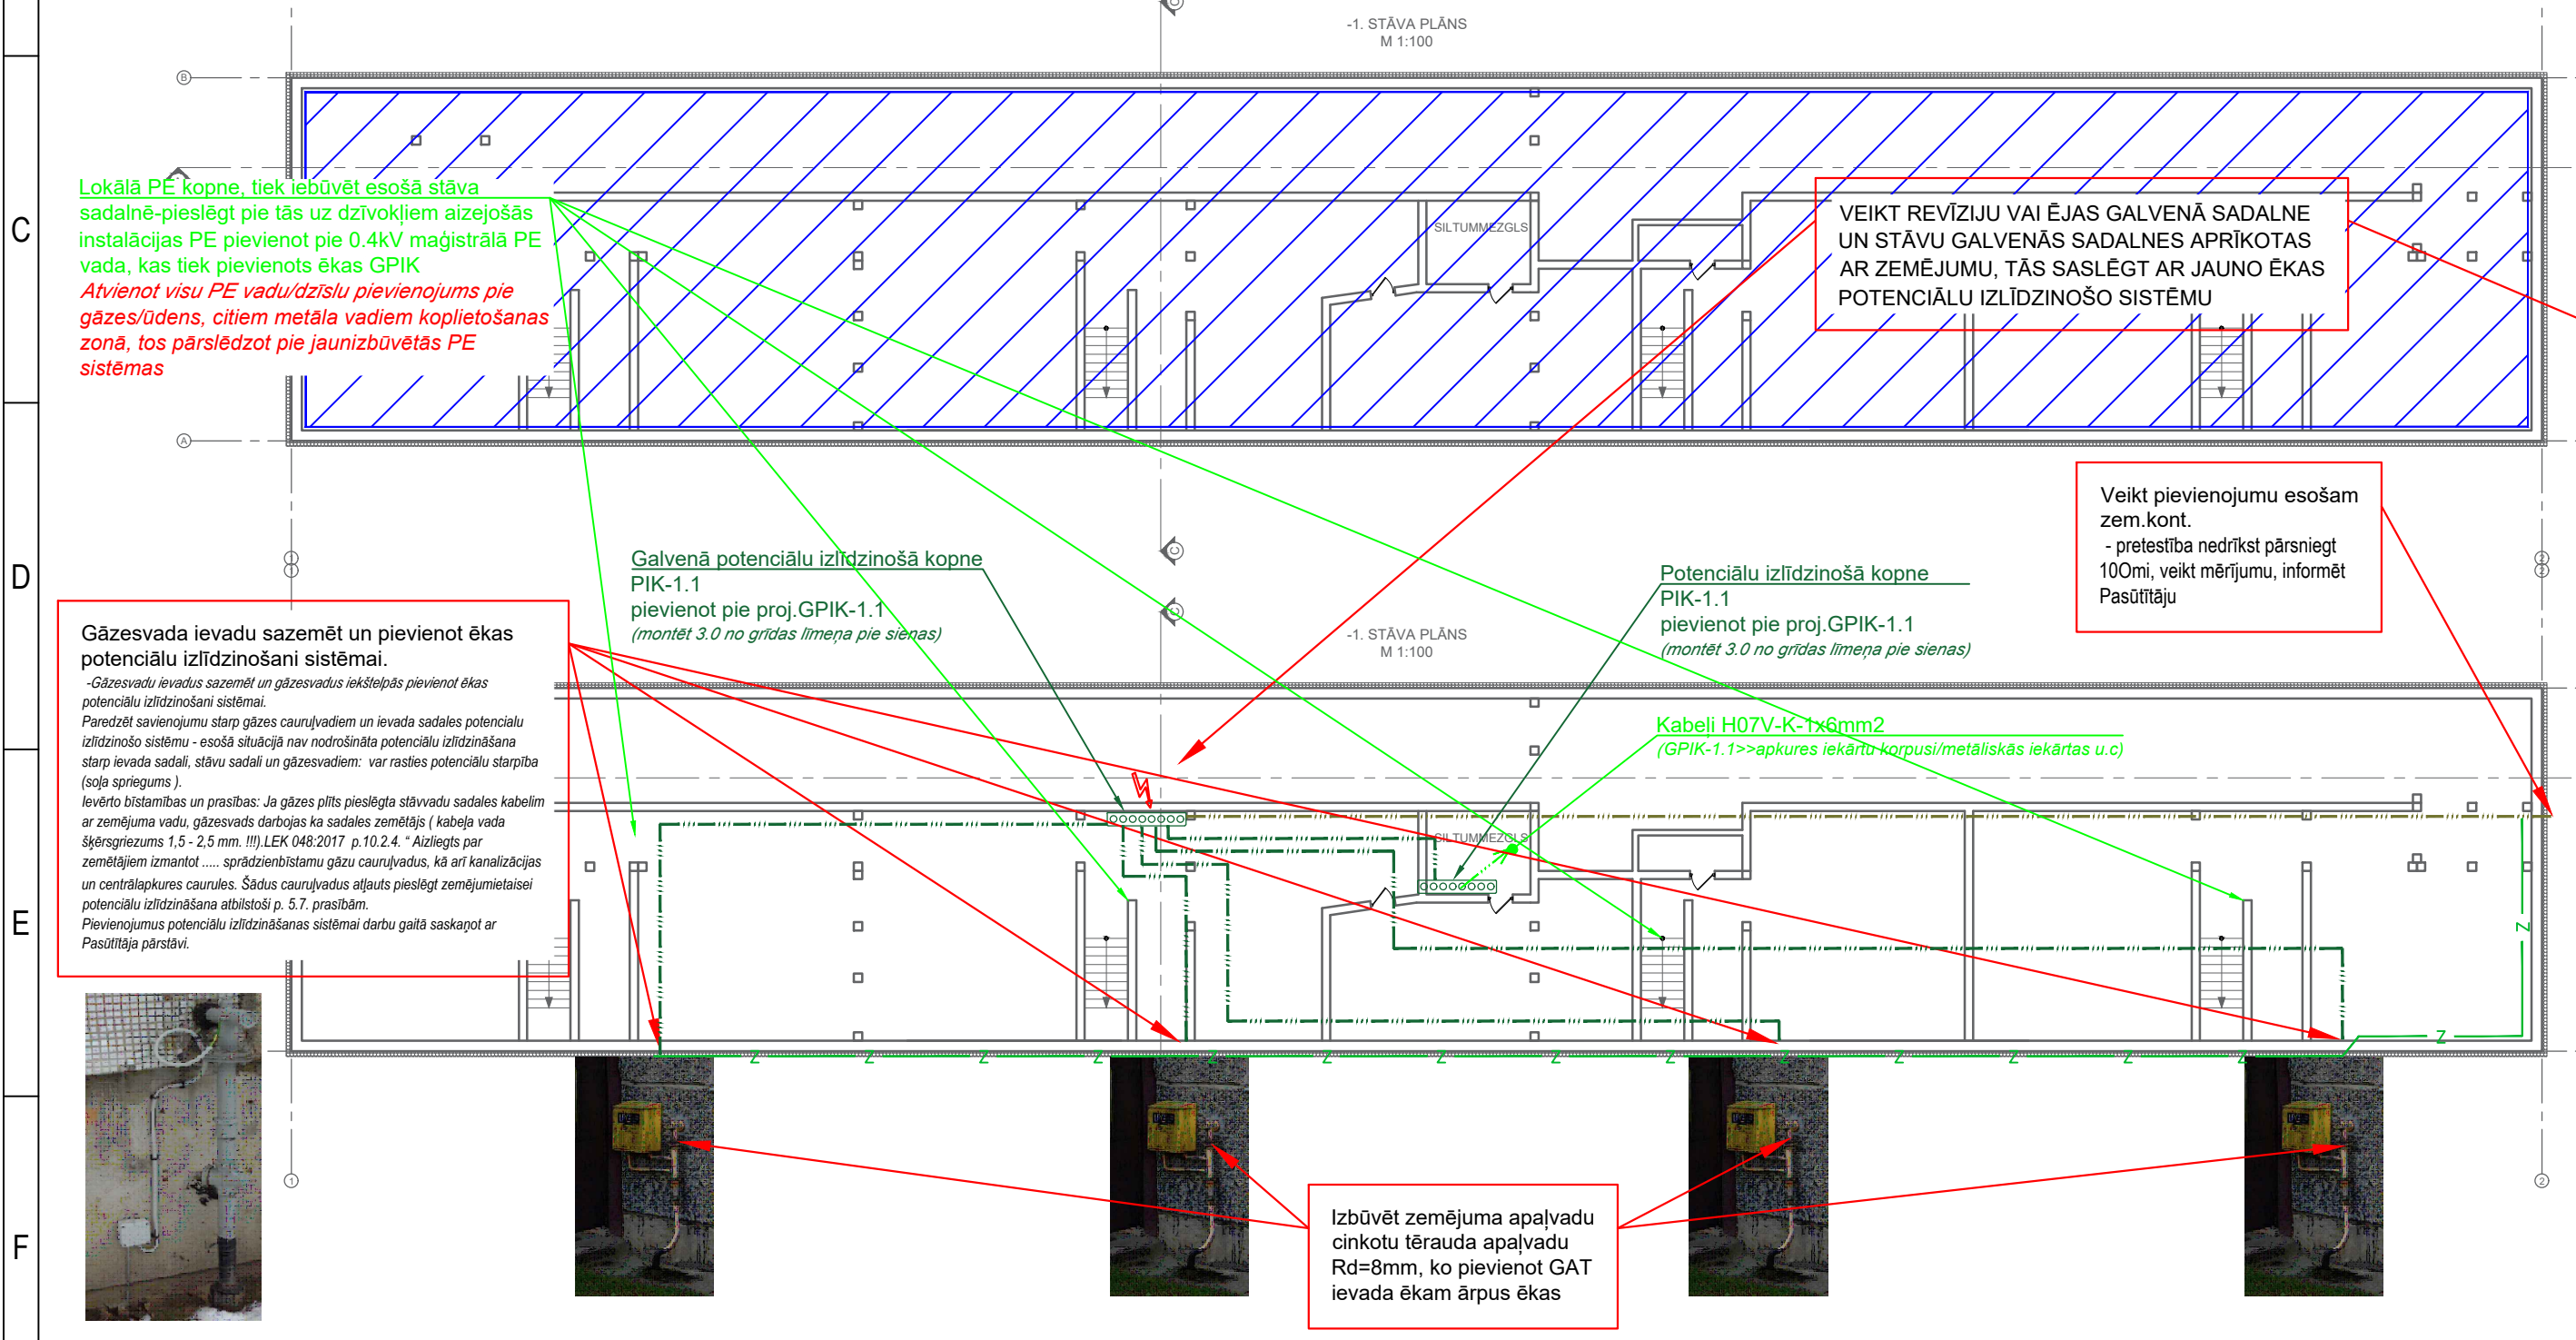 -1. STĀVA PLĀNS
M 1:100
B
C
Lokālā PE kopne, tiek iebūvēt esošā stāva
sadalnē-pieslēgt pie tās uz dzīvokļiem aizejošās
instalācijas PE pievienot pie 0.4kV maģistrālā PE
vada, kas tiek pievienots ēkas GPIK
Atvienot visu PE vadu/dzīslu pievienojums pie
gāzes/ūdens, citiem metāla vadiem koplietošanas
zonā, tos pārslēdzot pie jaunizbūvētās PE
sistēmas
SILTUMMEZGLS
VEIKT REVĪZIJU VAI ĒJAS GALVENĀ SADALNE
UN STĀVU GALVENĀS SADALNES APRĪKOTAS
AR ZEMĒJUMU, TĀS SASLĒGT AR JAUNO ĒKAS
POTENCIĀLU IZLĪDZINOŠO SISTĒMU
A
D
1
1
C
C
2
2
Galvenā potenciālu izlīdzinošā kopne
PIK-1.1
pievienot pie proj.GPIK-1.1
(montēt 3.0 no grīdas līmeņa pie sienas)
-1. STĀVA PLĀNS
M 1:100
Potenciālu izlīdzinošā kopne
PIK-1.1
pievienot pie proj.GPIK-1.1
(montēt 3.0 no grīdas līmeņa pie sienas)
Veikt pievienojumu esošam
zem.kont.
- pretestība nedrīkst pārsniegt
10Omi, veikt mērījumu, informēt
Pasūtītāju
Gāzesvada ievadu sazemēt un pievienot ēkas
potenciālu izlīdzinošani sistēmai.
-Gāzesvadu ievadus sazemēt un gāzesvadus iekštelpās pievienot ēkas
potenciālu izlīdzinošani sistēmai.
Paredzēt savienojumu starp gāzes cauruļvadiem un ievada sadales potencialu
izlīdzinošo sistēmu - esošā situācijā nav nodrošināta potenciālu izlīdzināšana
starp ievada sadali, stāvu sadali un gāzesvadiem: var rasties potenciālu starpība
(soļa spriegums ).
Ievērto bīstamības un prasības: Ja gāzes plīts pieslēgta stāvvadu sadales kabelim
ar zemējuma vadu, gāzesvads darbojas ka sadales zemētājs ( kabeļa vada
šķērsgriezums 1,5 - 2,5 mm. !!!).LEK 048:2017 p.10.2.4. “ Aizliegts par
zemētājiem izmantot ..... sprādzienbīstamu gāzu cauruļvadus, kā arī kanalizācijas
un centrālapkures caurules. Šādus cauruļvadus atļauts pieslēgt zemējumietaisei
potenciālu izlīdzināšana atbilstoši p. 5.7. prasībām.
Pievienojumus potenciālu izlīdzināšanas sistēmai darbu gaitā saskaņot ar
Pasūtītāja pārstāvi.
Kabeļi H07V-K-1x6mm2
(GPIK-1.1>>apkures iekārtu korpusi/metāliskās iekārtas u.c)
SILTUMMEZGLS
E
Z
Z Z Z Z Z Z Z Z Z Z Z Z Z Z Z
1
2
Izbūvēt zemējuma apaļvadu
cinkotu tērauda apaļvadu
Rd=8mm, ko pievienot GAT
ievada ēkam ārpus ēkas
F